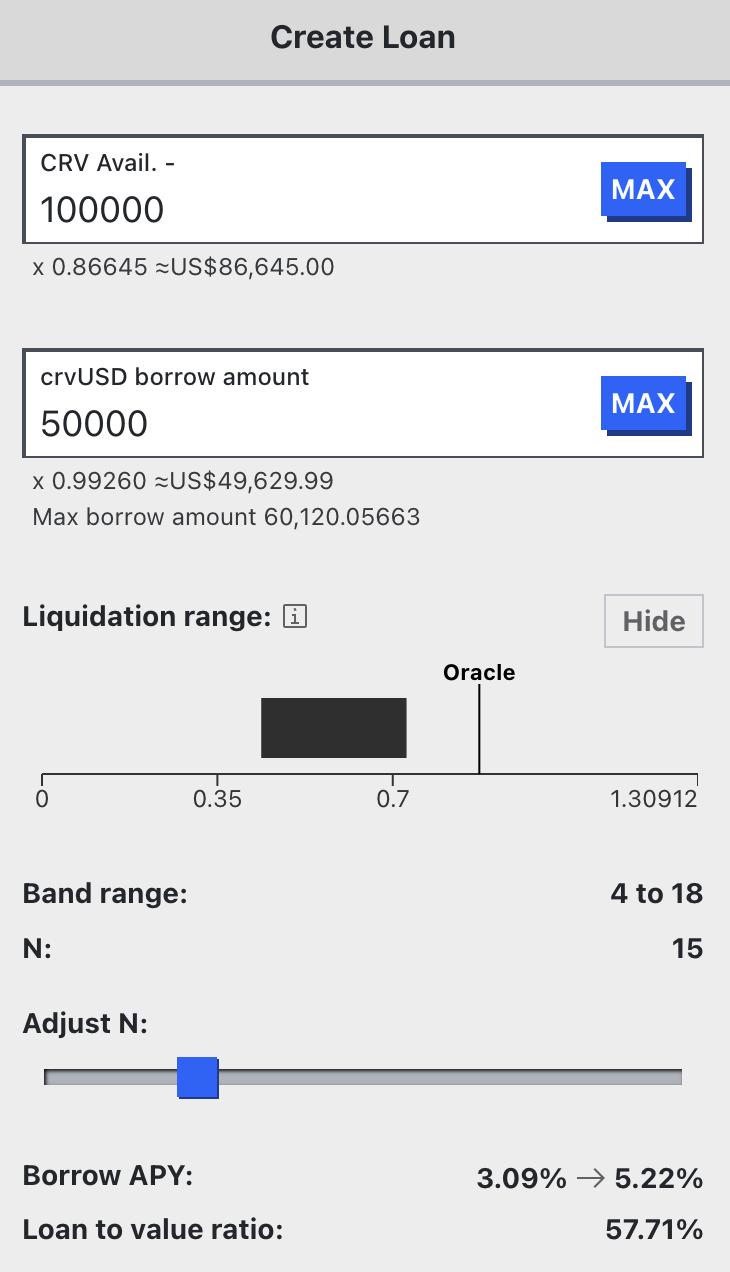 Create Loan
CRV Avail. -
100000
MAX
x 0.86645 ≈US$86,645.00
crvUSD borrow amount
50000
MAX
x 0.99260 ≈US$49,629.99
Max borrow amount 60,120.05663
Liquidation range: i Hide
Oracle
0 0.35 0.7 1.30912
Band range: 4 to 18
N: 15
Adjust N:
Borrow APY: 3.09% → 5.22%
Loan to value ratio: 57.71%